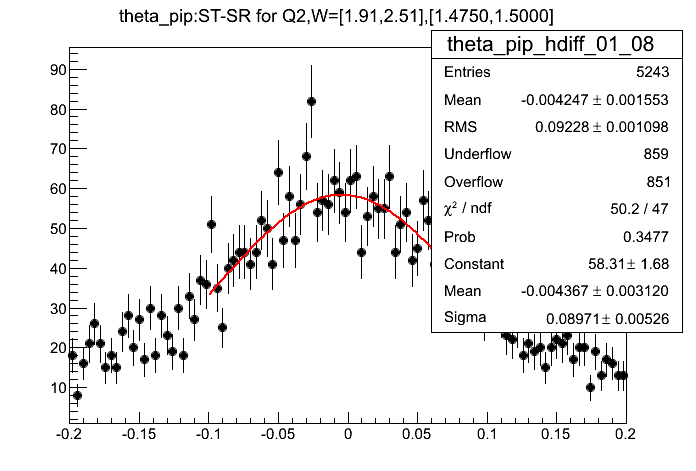 theta_pip:ST-SR for Q2,W=[1.91,2.51],[1.4750,1.5000]
theta_pip_hdiff_01_08
Entries 5243
Mean -0.004247 ± 0.001553
RMS 0.09228 ± 0.001098
Underflow 859
Overflow 851
χ² / ndf 50.2 / 47
Prob 0.3477
Constant 58.31 ± 1.68
Mean -0.004367 ± 0.003120
Sigma 0.08971 ± 0.00526
90
80
70
60
50
40
30
20
10
-0.2 -0.15 -0.1 -0.05 0 0.05 0.1 0.15 0.2